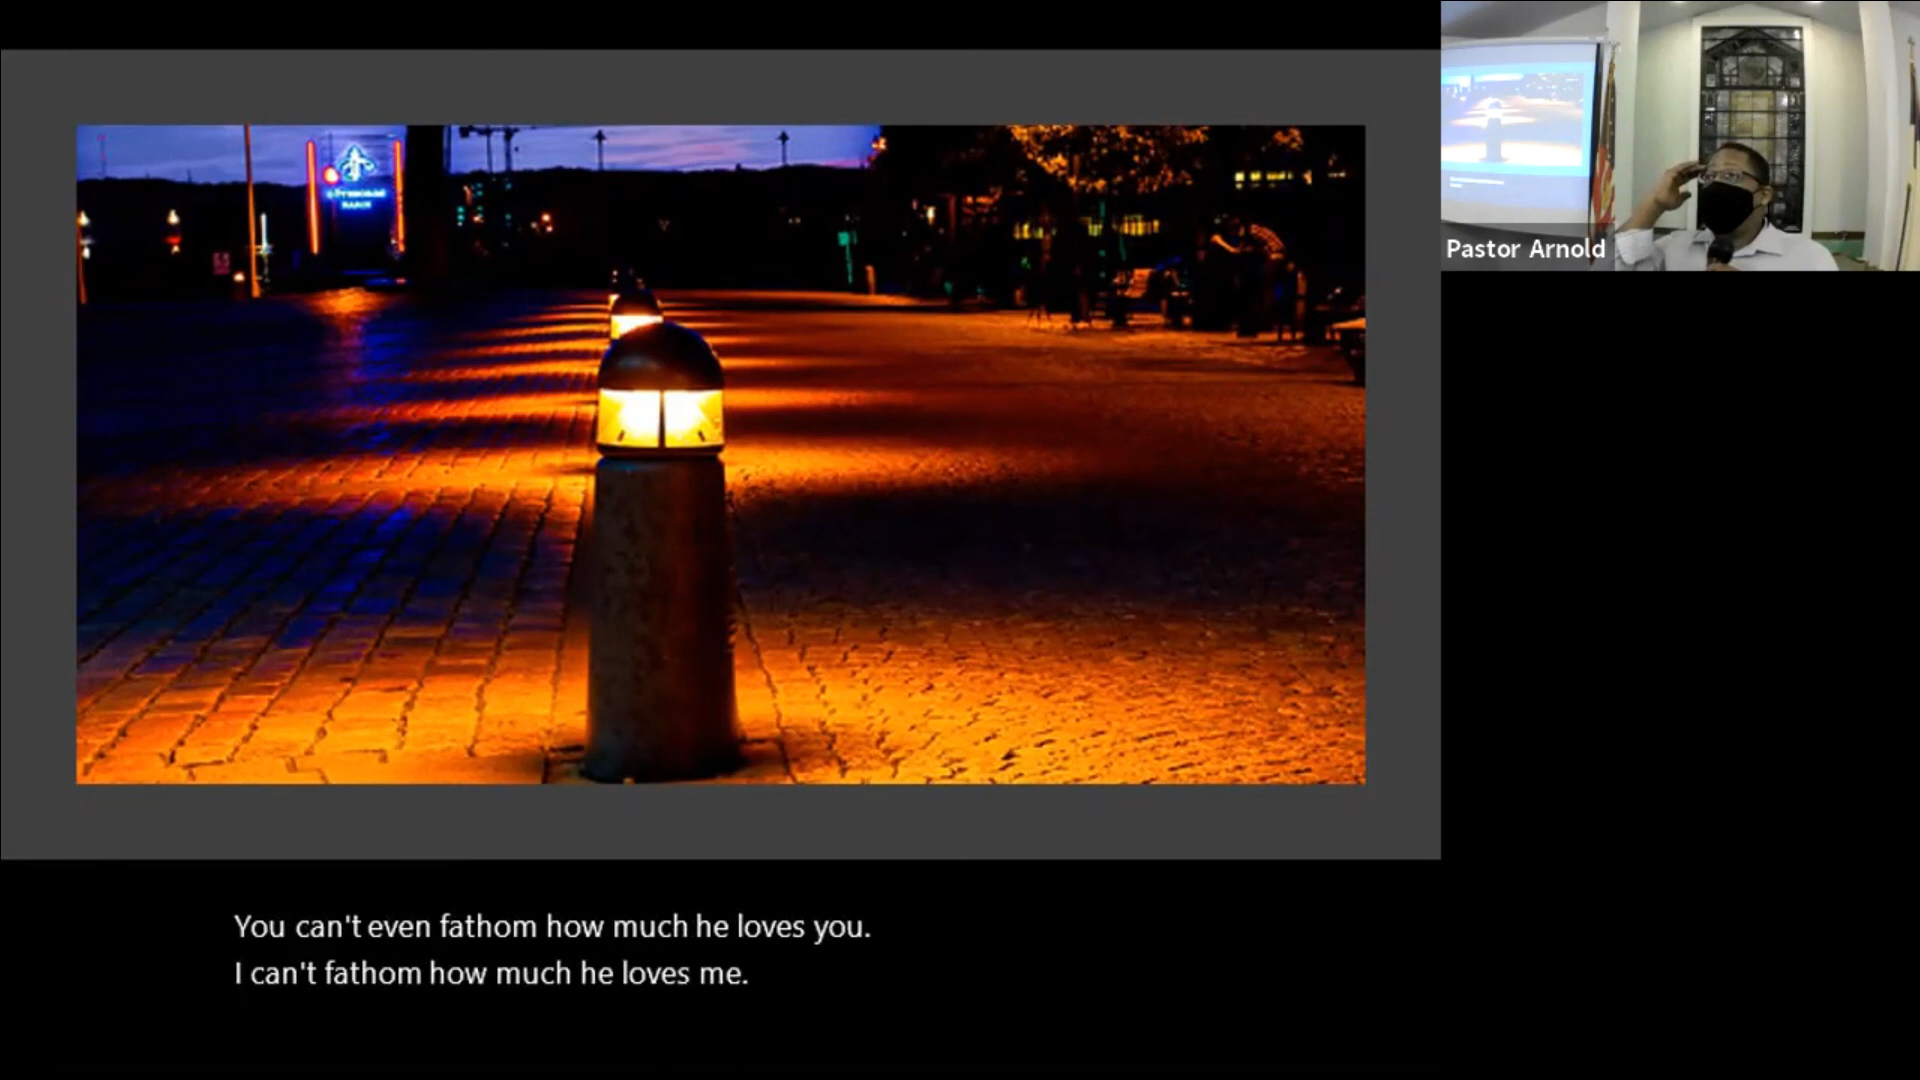 Pastor Arnold
You can't even fathom how much he loves you.
I can't fathom how much he loves me.